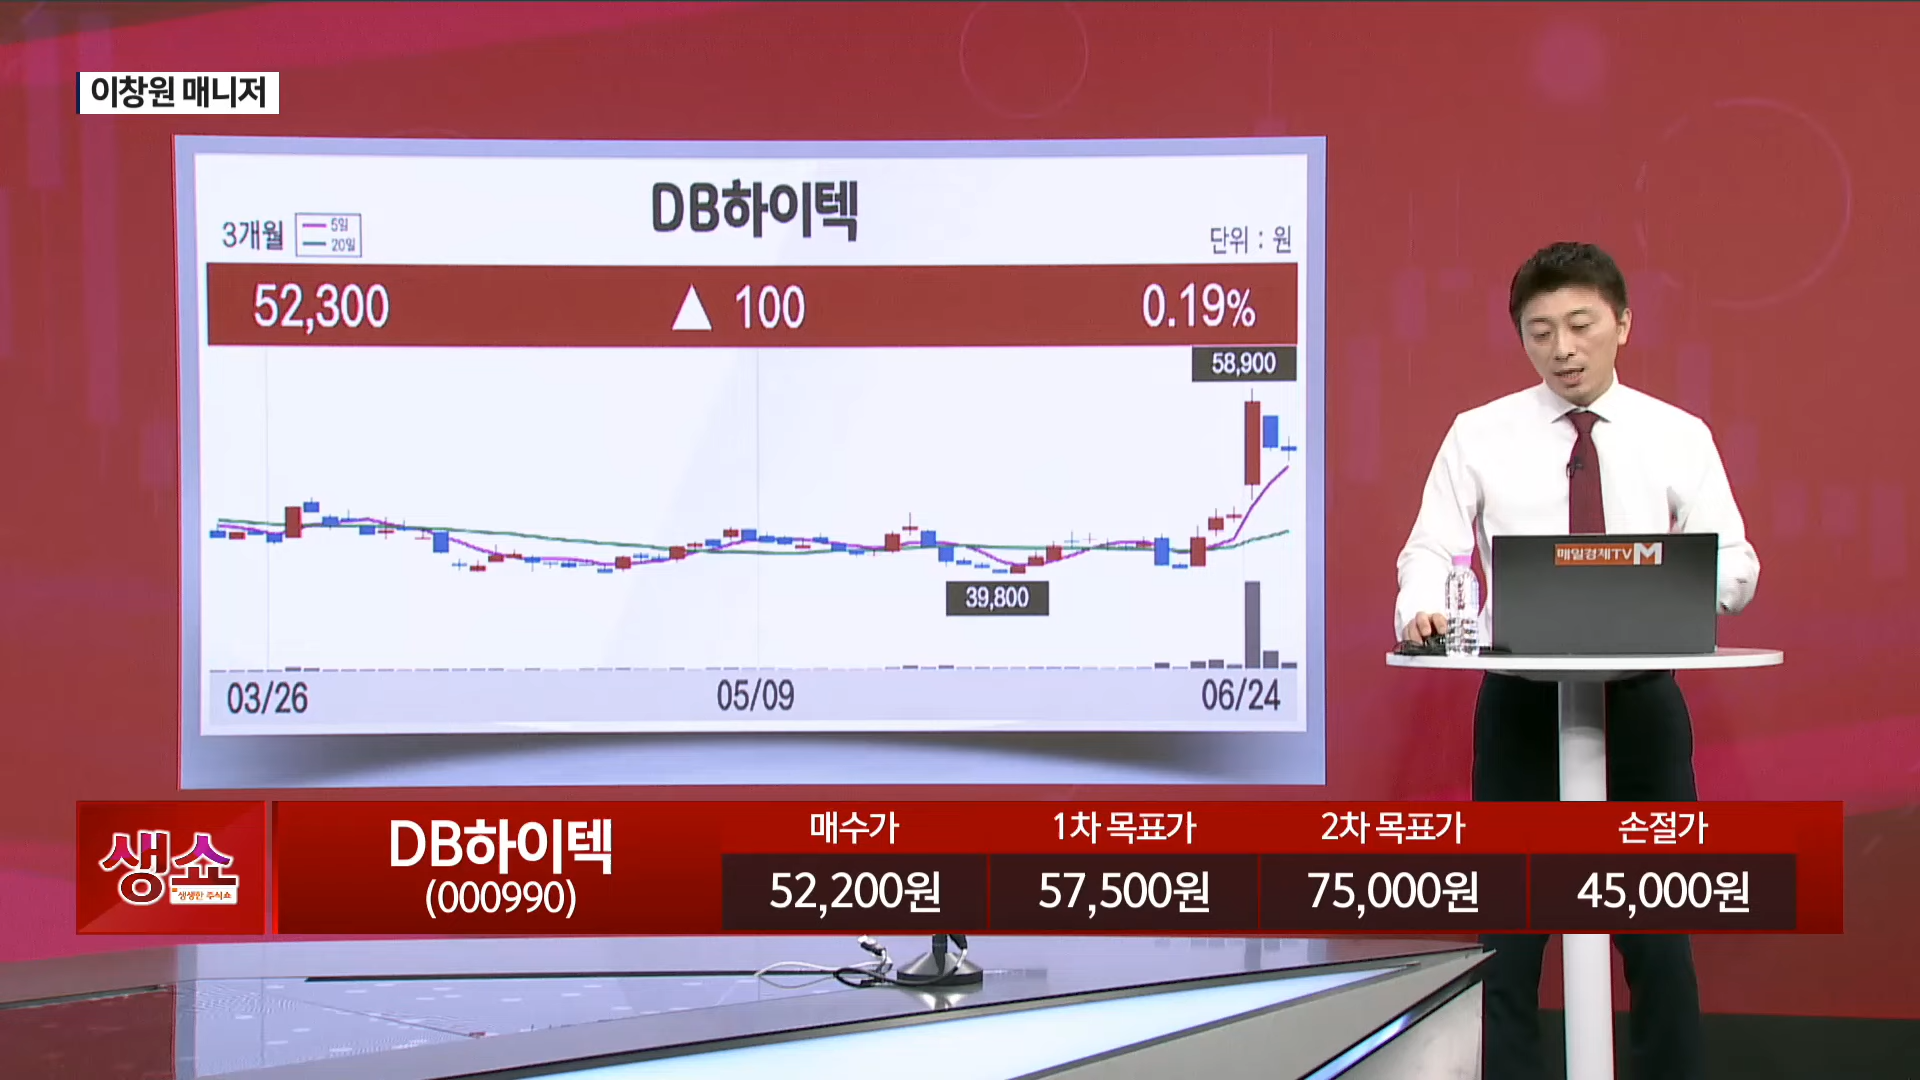 이창원 매니저
DB하이텍
3개월
5일
20일
단위 : 원
52,300 ▲ 100 0.19%
58,900
39,800
03/26 05/09 06/24
매일경제TV M
생쇼
생생한 주식쇼
DB하이텍
(000990)
매수가 1차 목표가 2차 목표가 손절가
52,200원 57,500원 75,000원 45,000원